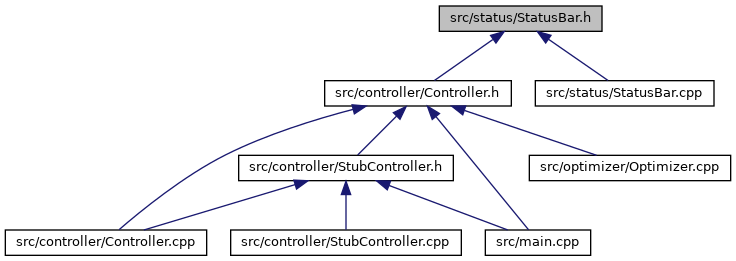 src/status/StatusBar.h
src/controller/Controller.h
src/status/StatusBar.cpp
src/controller/StubController.h
src/optimizer/Optimizer.cpp
src/controller/Controller.cpp
src/controller/StubController.cpp
src/main.cpp